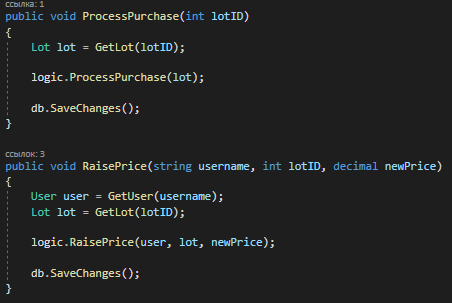 ссылка: 1
public void ProcessPurchase(int lotID)
{
Lot lot = GetLot(lotID);
logic.ProcessPurchase(lot);
db.SaveChanges();
}
ссылок: 3
public void RaisePrice(string username, int lotID, decimal newPrice)
{
User user = GetUser(username);
Lot lot = GetLot(lotID);
logic.RaisePrice(user, lot, newPrice);
db.SaveChanges();
}